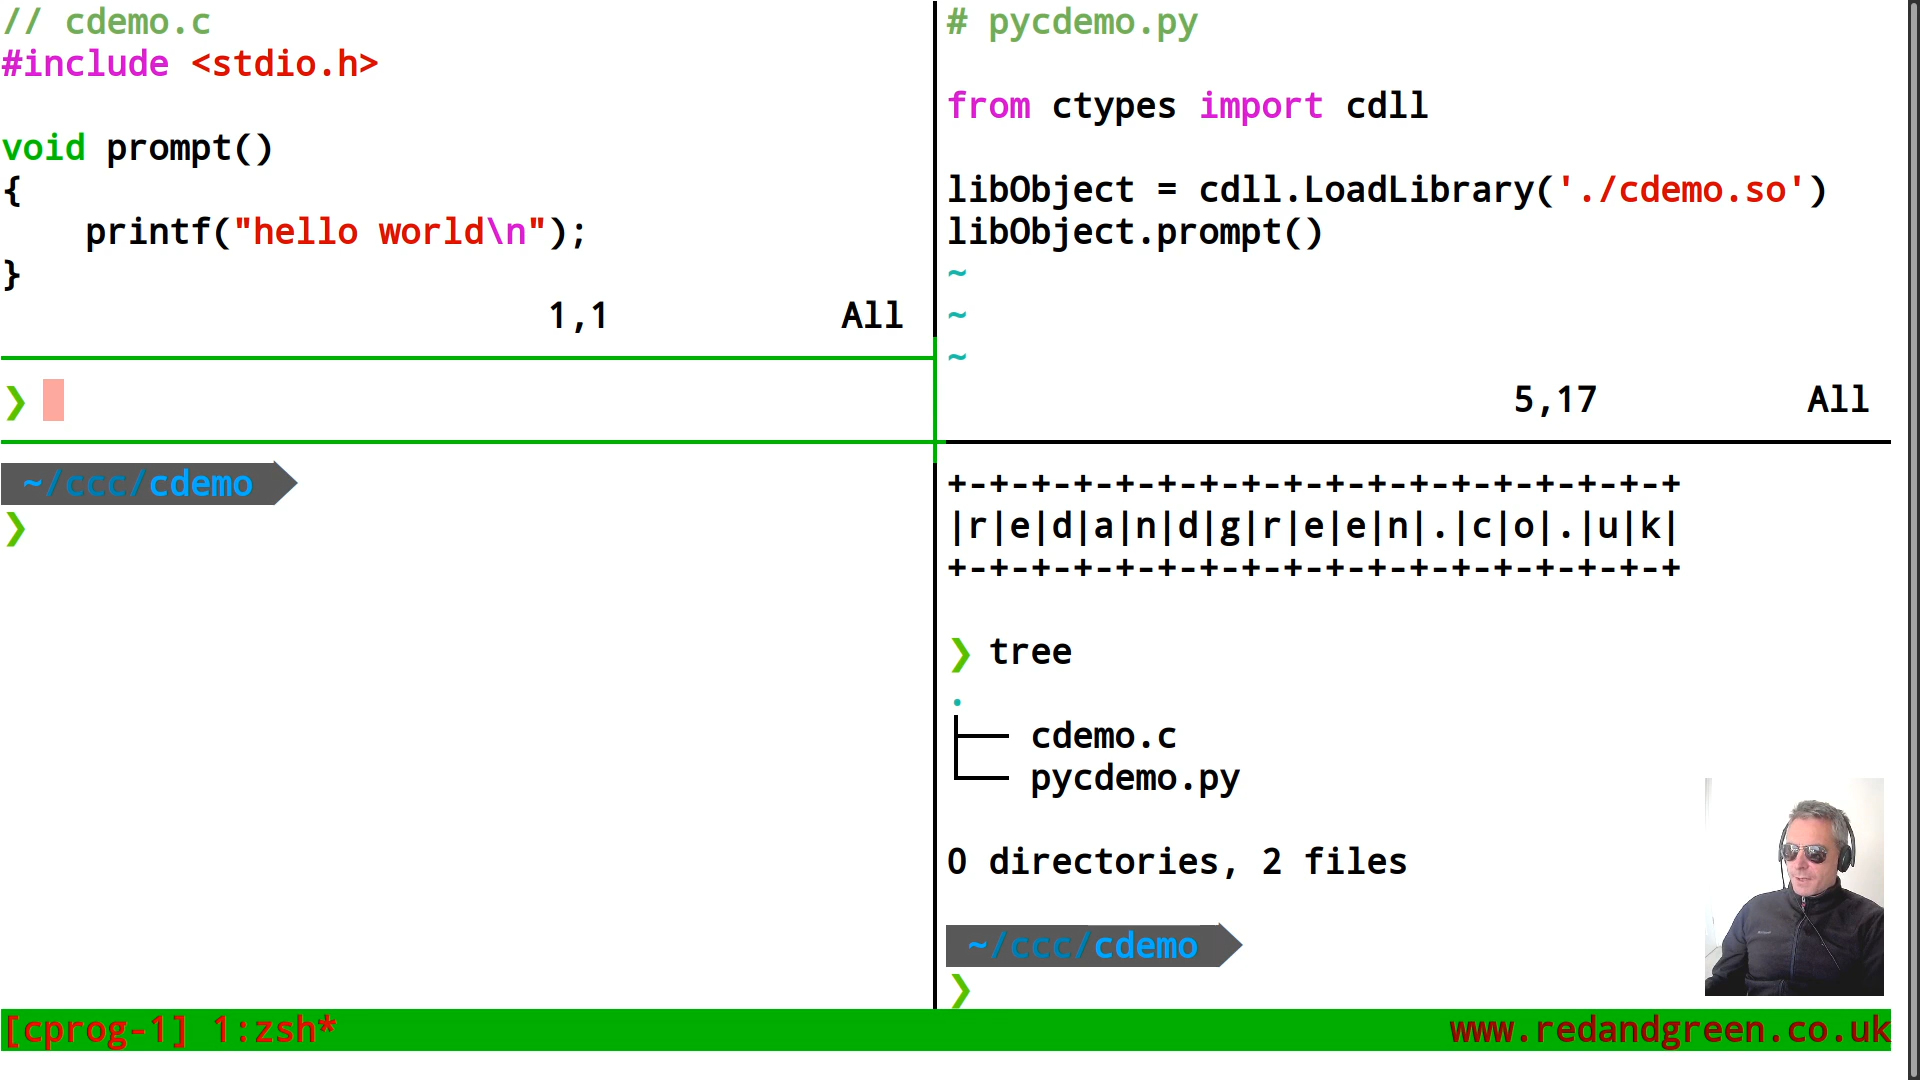 // cdemo.c
#include <stdio.h>
void prompt()
{
    printf("hello world\n");
}
1,1 All
❯
~/ccc/cdemo
❯
# pycdemo.py
from ctypes import cdll
libObject = cdll.LoadLibrary('./cdemo.so')
libObject.prompt()
~
~
~
5,17 All
+-+-+-+-+-+-+-+-+-+-+-+-+-+-+-+-+-+
|r|e|d|a|n|d|g|r|e|e|n|.|c|o|.|u|k|
+-+-+-+-+-+-+-+-+-+-+-+-+-+-+-+-+-+
❯ tree
.
├── cdemo.c
└── pycdemo.py
0 directories, 2 files
~/ccc/cdemo
❯
[cprog-1] 1:zsh* www.redandgreen.co.uk